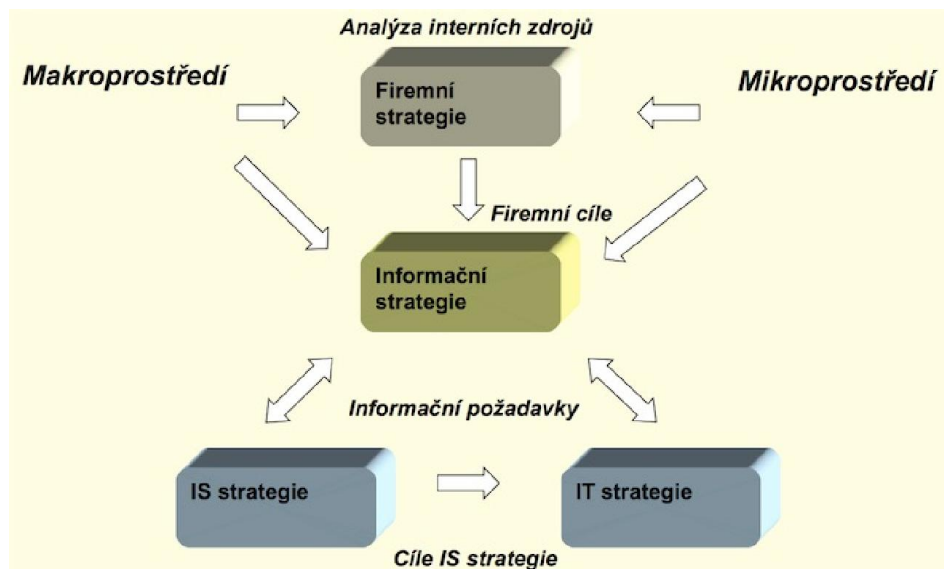 Analýza interních zdrojů
Makroprostředí
Mikroprostředí
Firemní
strategie
Firemní cíle
Informační
strategie
Informační požadavky
IS strategie
IT strategie
Cíle IS strategie